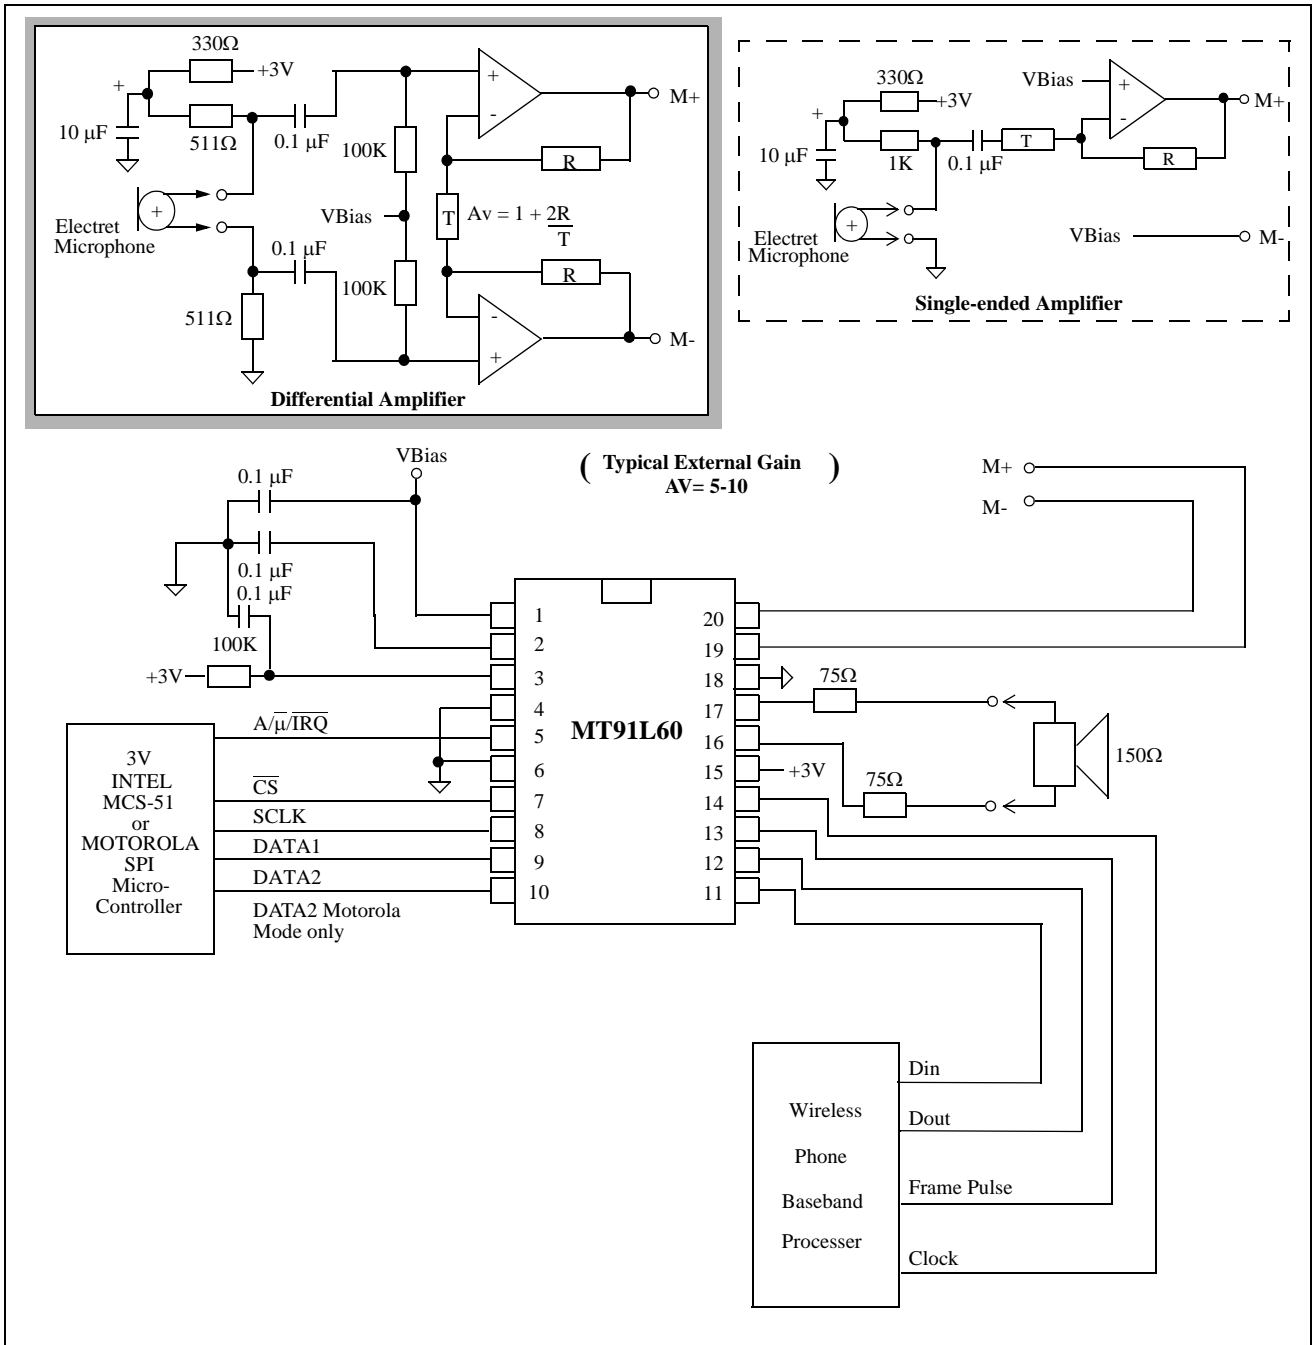 330Ω
+3V
+
10 µF
511Ω
0.1 µF
100K
+
-
M+
R
Electret
Microphone
+
VBias
T
Av = 1 + 2R
T
0.1 µF
100K
R
511Ω
-
+
M-
Differential Amplifier
330Ω
+3V
+
10 µF
1K
0.1 µF
T
VBias
+
-
M+
R
Electret
Microphone
+
VBias
M-
Single-ended Amplifier
VBias
( Typical External Gain )
AV= 5-10
M+
M-
0.1 µF
0.1 µF
0.1 µF
100K
+3V
1
2
3
4
5
6
7
8
9
10
MT91L60
20
19
18
17
16
15
14
13
12
11
75Ω
75Ω
+3V
150Ω
A/μ̅/I̅R̅Q̅
C̅S̅
SCLK
DATA1
DATA2
DATA2 Motorola
Mode only
3V
INTEL
MCS-51
or
MOTOROLA
SPI
Micro-
Controller
Wireless
Phone
Baseband
Processer
Din
Dout
Frame Pulse
Clock